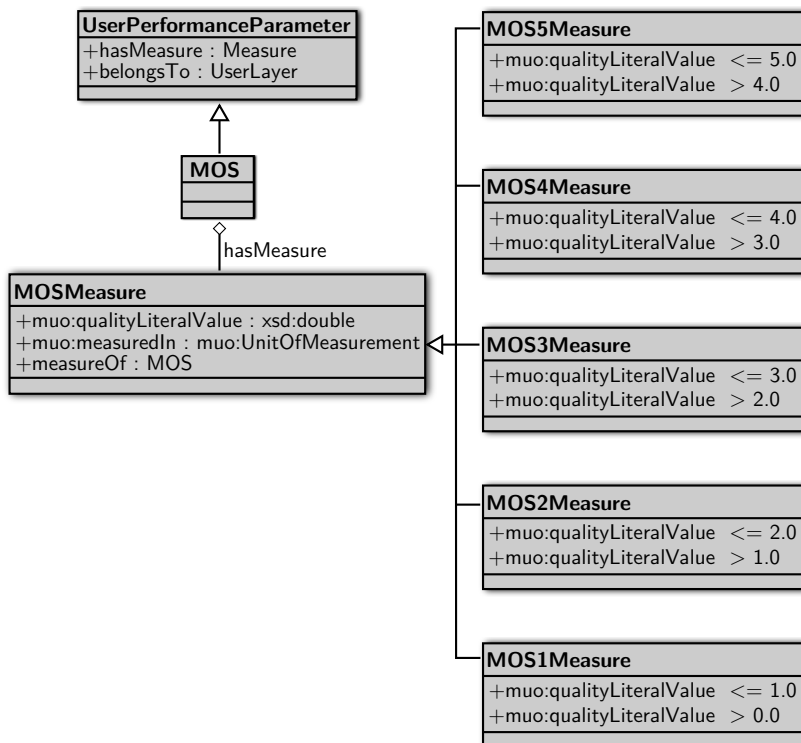 UserPerformanceParameter
+hasMeasure : Measure
+belongsTo : UserLayer
MOS
hasMeasure
MOSMeasure
+muo:qualityLiteralValue : xsd:double
+muo:measuredIn : muo:UnitOfMeasurement
+measureOf : MOS
MOS5Measure
+muo:qualityLiteralValue <= 5.0
+muo:qualityLiteralValue > 4.0
MOS4Measure
+muo:qualityLiteralValue <= 4.0
+muo:qualityLiteralValue > 3.0
MOS3Measure
+muo:qualityLiteralValue <= 3.0
+muo:qualityLiteralValue > 2.0
MOS2Measure
+muo:qualityLiteralValue <= 2.0
+muo:qualityLiteralValue > 1.0
MOS1Measure
+muo:qualityLiteralValue <= 1.0
+muo:qualityLiteralValue > 0.0